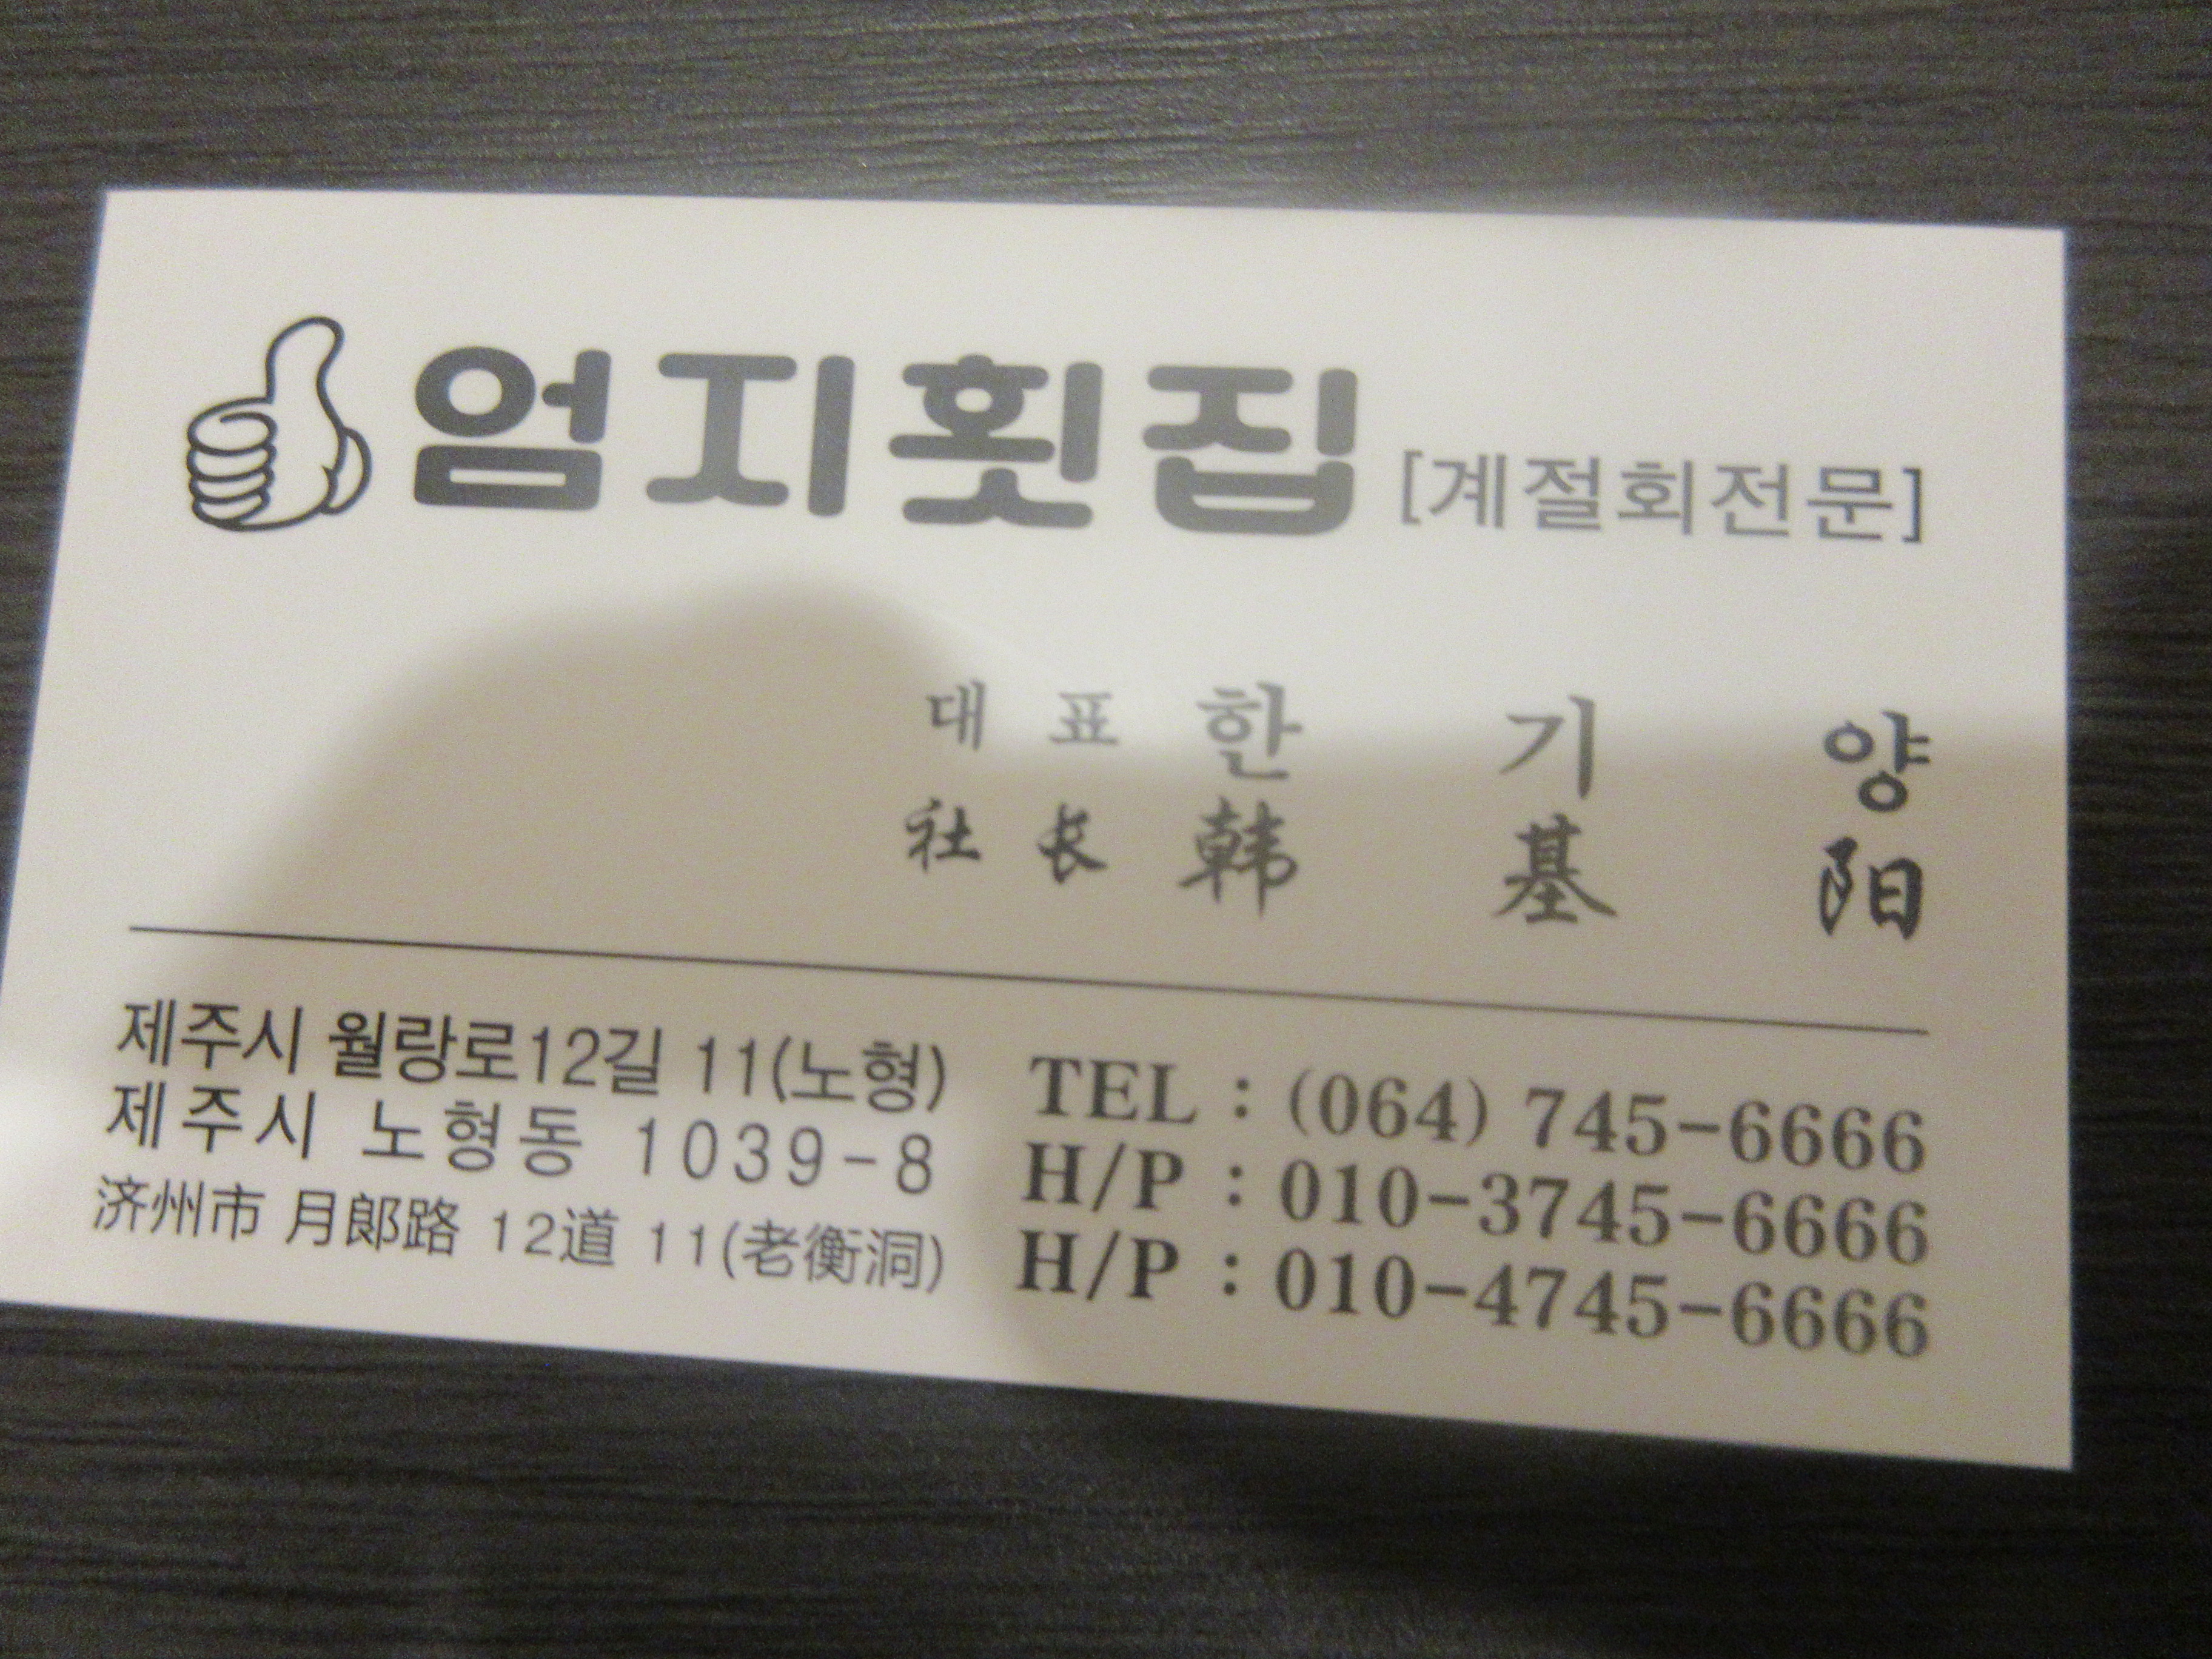 엄지횟집 [계절회전문]
대 표 한 기 양
社 长 韩 基 阳
제주시 월랑로12길 11(노형)
제주시 노형동 1039-8
济州市 月郞路 12道 11(老衡洞)
TEL : (064) 745-6666
H/P : 010-3745-6666
H/P : 010-4745-6666